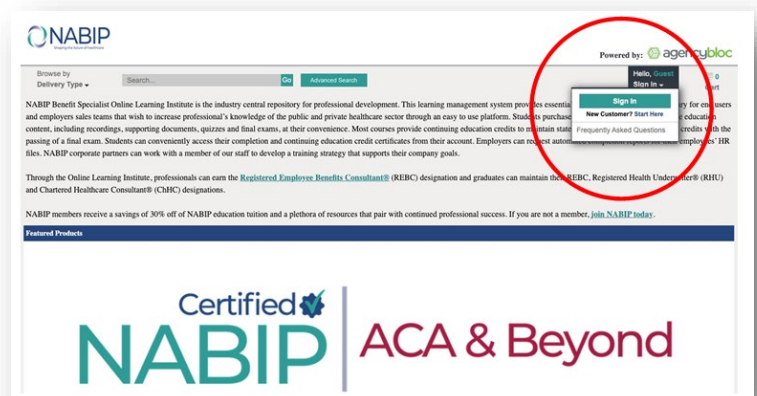 NABIP
Shaping the future of healthcare
Powered by: agencybloc
Browse by
Delivery Type
Search...
Go
Advanced Search
Hello, Guest
Sign In
0
Sign In
New Customer? Start Here
Frequently Asked Questions
NABIP Benefit Specialist Online Learning Institute is the industry central repository for professional development. This learning management system provides essential for end users
and employers sales teams that wish to increase professional's knowledge of the public and private healthcare sector through an easy to use platform. Students purchase education
content, including recordings, supporting documents, quizzes and final exams, at their convenience. Most courses provide continuing education credits to maintain state credits with the
passing of a final exam. Students can conveniently access their completion and continuing education credit certificates from their account. Employers can request employees' HR
files. NABIP corporate partners can work with a member of our staff to develop a training strategy that supports their company goals.
Through the Online Learning Institute, professionals can earn the Registered Employee Benefits Consultant® (REBC) designation and graduates can maintain their REBC, Registered Health Underwriter® (RHU)
and Chartered Healthcare Consultant® (ChHC) designations.
NABIP members receive a savings of 30% off of NABIP education tuition and a plethora of resources that pair with continued professional success. If you are not a member, join NABIP today.
Featured Products
Certified
NABIP
ACA & Beyond